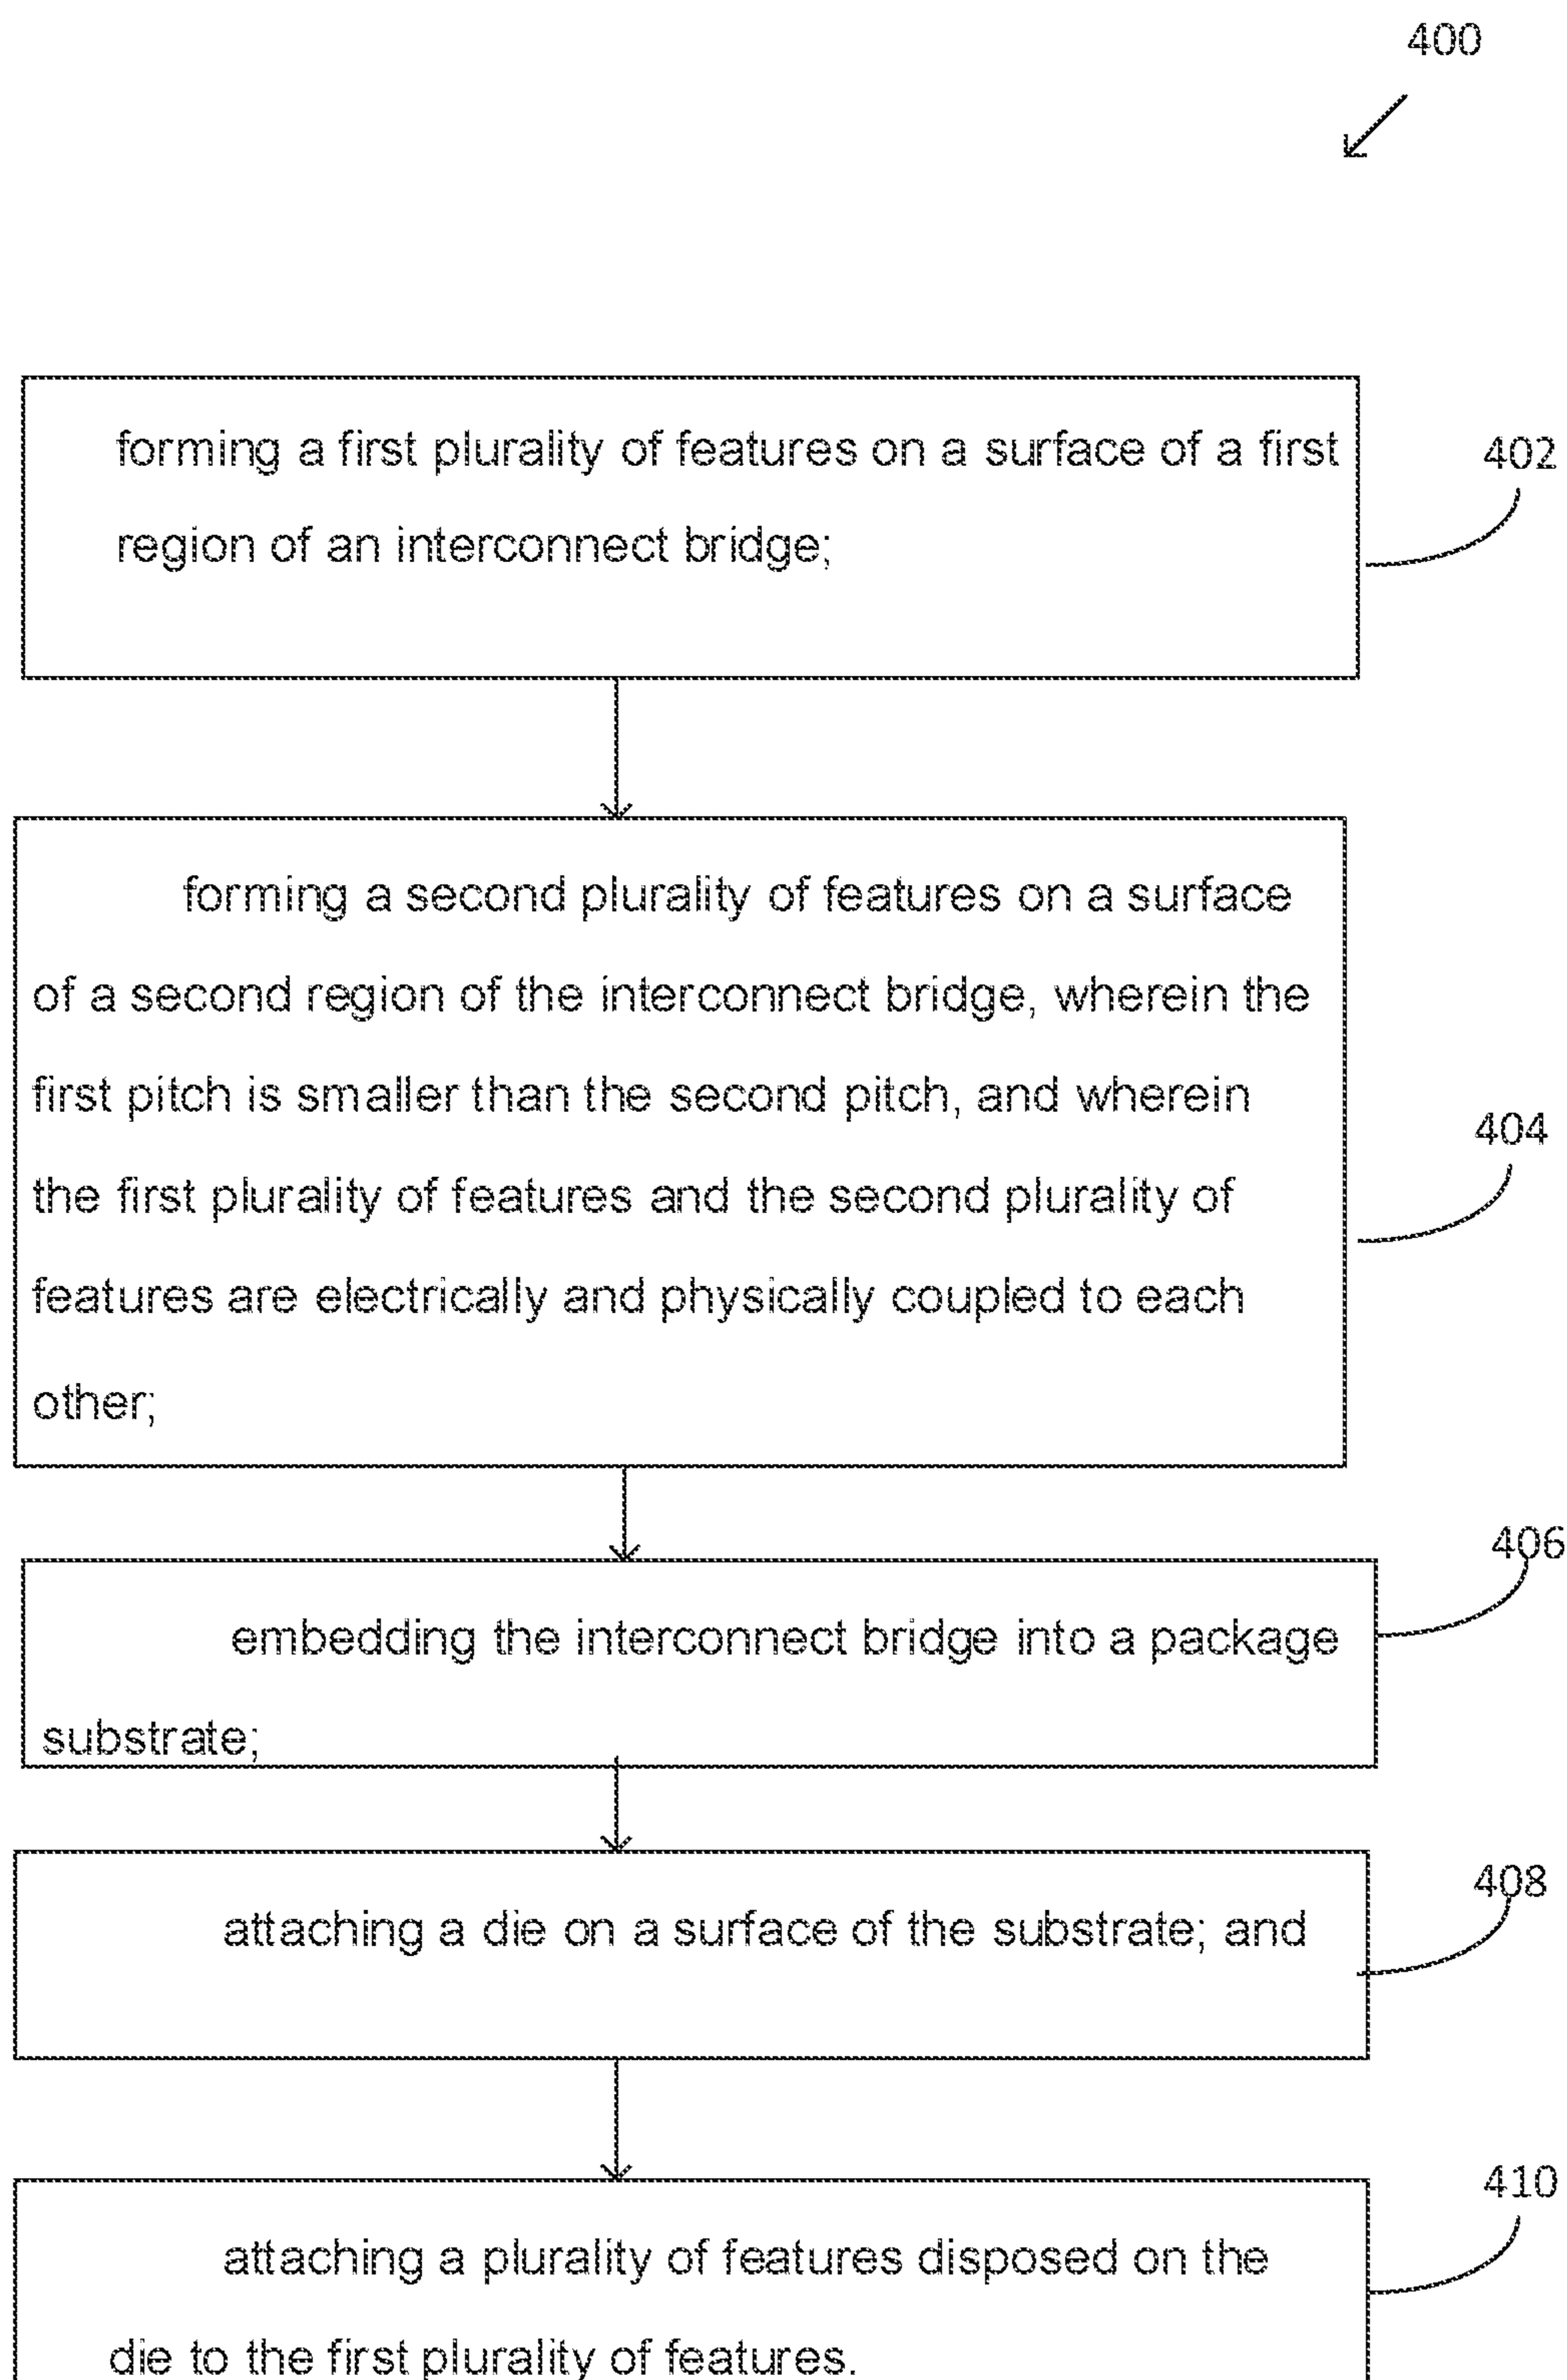 400
forming a first plurality of features on a surface of a first
402
region of an interconnect bridge;
forming a second plurality of features on a surface
of a second region of the interconnect bridge, wherein the
first pitch is smaller than the second pitch, and wherein
404
the first plurality of features and the second plurality of
features are electrically and physically coupled to each
other;
406
embedding the interconnect bridge into a package
substrate;
408
attaching a die on a surface of the substrate; and
410
attaching a plurality of features disposed on the
die to the first plurality of features.